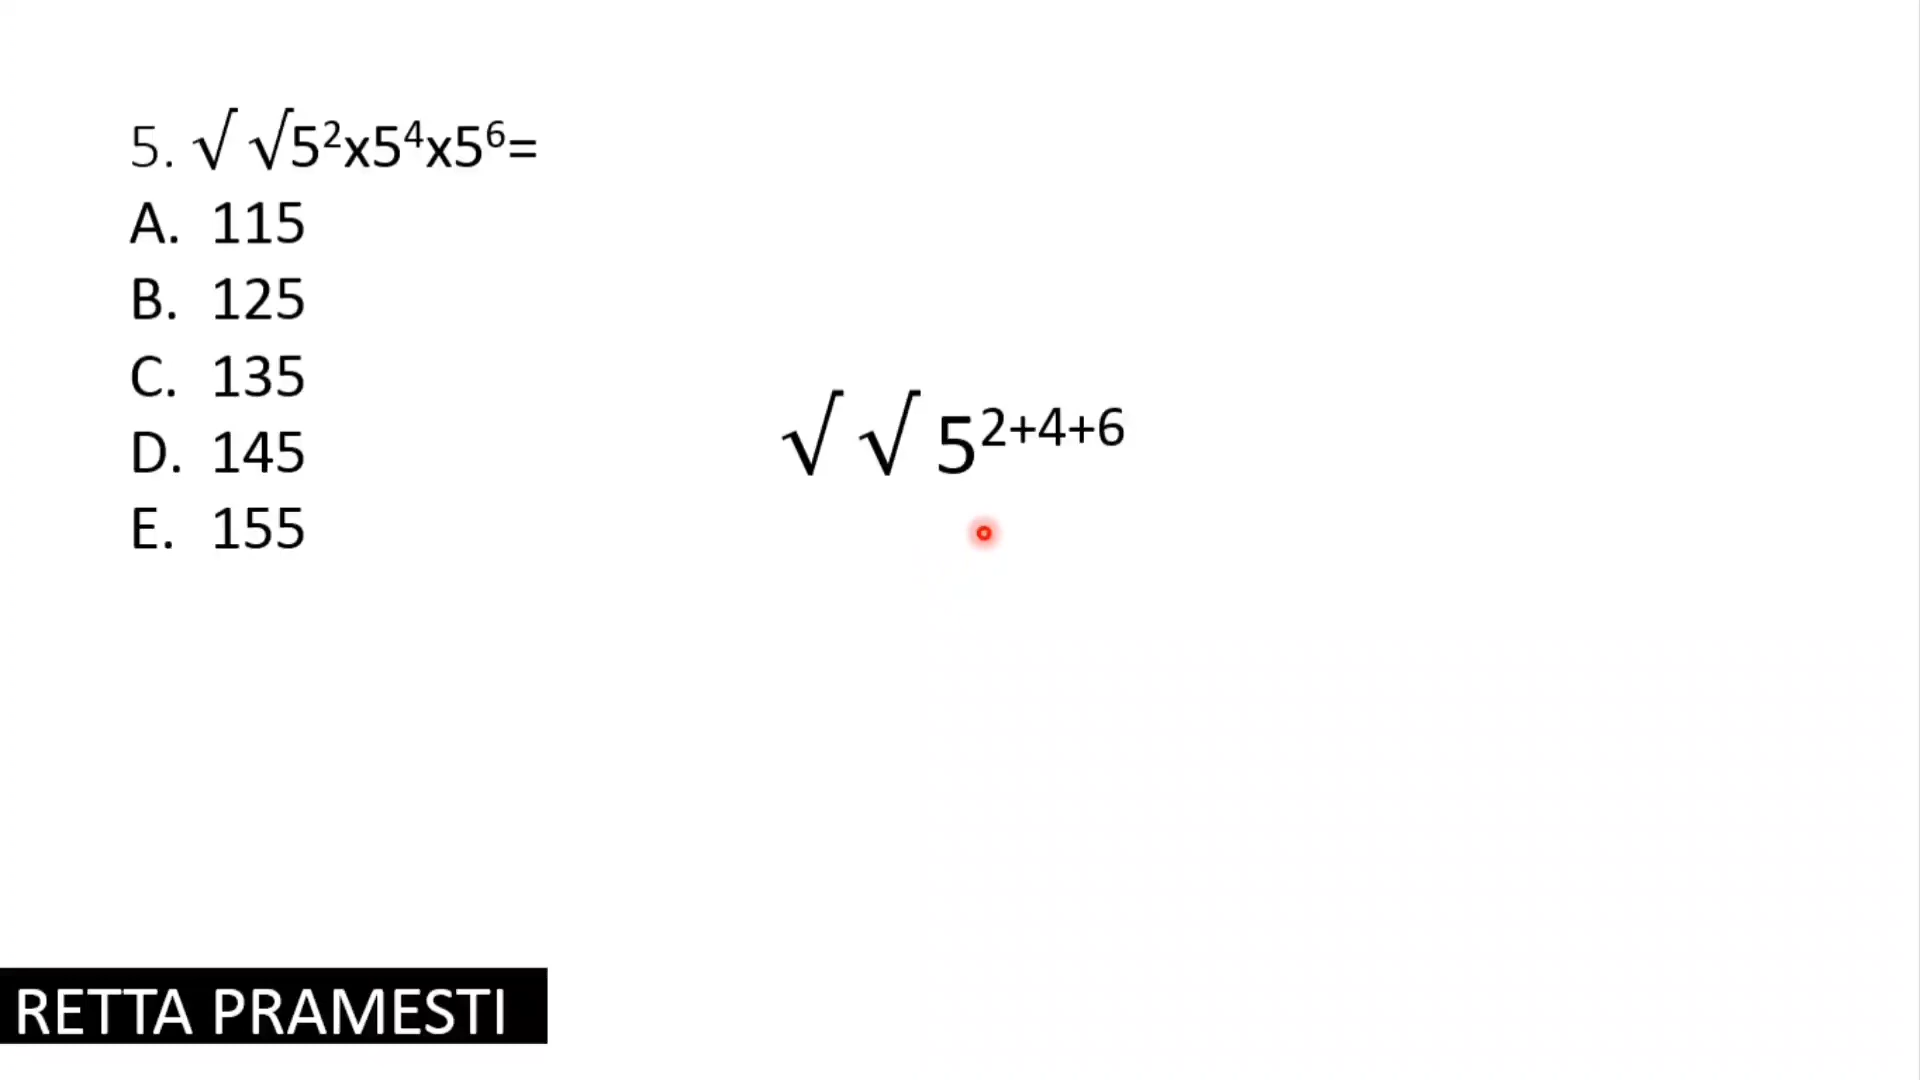 5. √ √5²x5⁴x5⁶=
A. 115
B. 125
C. 135
D. 145
E. 155
√ √ 5²⁺⁴⁺⁶
RETTA PRAMESTI